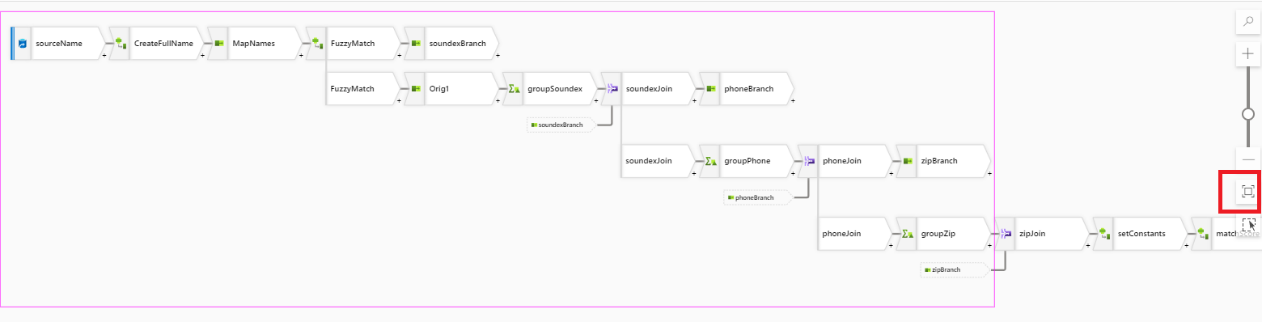 sourceName CreateFullName MapNames FuzzyMatch soundexBranch
FuzzyMatch Orig1 groupSoundex soundexJoin phoneBranch
soundexBranch
soundexJoin groupPhone phoneJoin zipBranch
phoneBranch
phoneJoin groupZip zipJoin setConstants matchScore
zipBranch